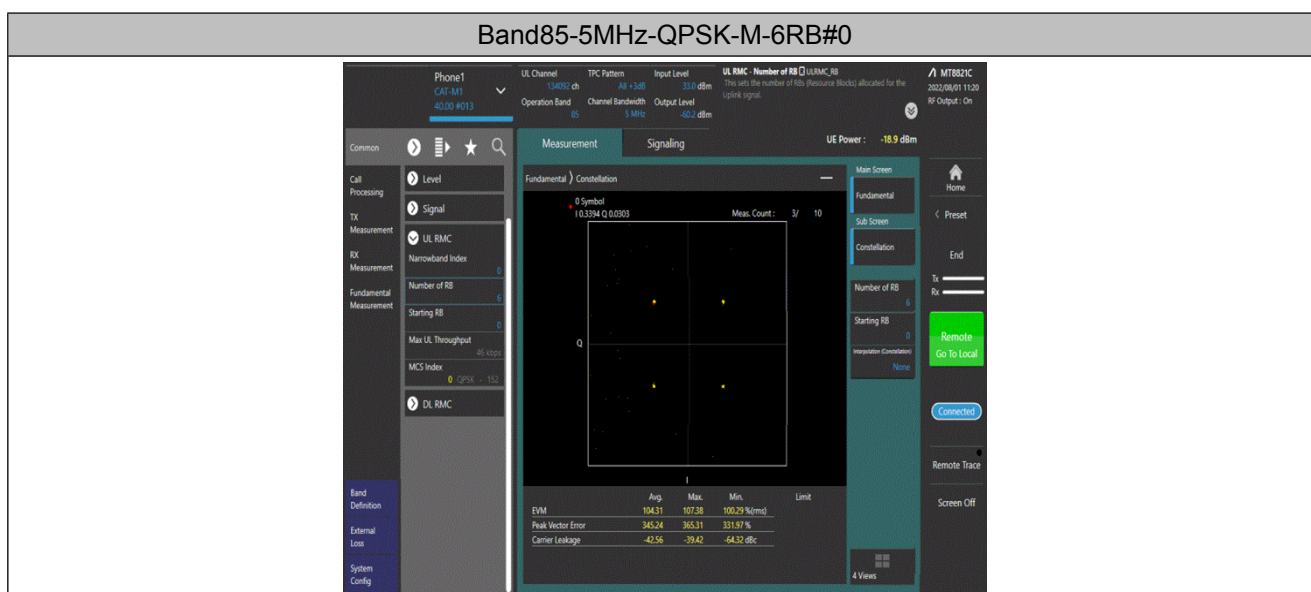 Band85-5MHz-QPSK-M-6RB#0
Phone1
CAT-M1
40.00 #013
UL Channel
134092 ch
TPC Pattern
All +3dB
Input Level
33.0 dBm
Operation Band
85
Channel Bandwidth
5 MHz
Output Level
-60.2 dBm
UL RMC - Number of RB ULRMC_RB
This sets the number of RBs (Resource Blocks) allocated for the
Uplink signal.
MT8821C
2022/08/01 11:20
RF Output : On
Common
Measurement
Signaling
UE Power : -18.9 dBm
Call
Processing
TX
Measurement
RX
Measurement
Fundamental
Measurement
Band
Definition
External
Loss
System
Config
Level
Signal
UL RMC
Narrowband Index
0
Number of RB
6
Starting RB
0
Max UL Throughput
46 kbps
MCS Index
0 QPSK - 152
DL RMC
Fundamental ⟩ Constellation
0 Symbol
I 0.3394 Q 0.0303
Meas. Count : 3/ 10
Q
I
Avg. Max. Min. Limit
EVM 104.31 107.38 100.29 %(rms)
Peak Vector Error 345.24 365.31 331.97 %
Carrier Leakage -42.56 -39.42 -64.32 dBc
Main Screen
Fundamental
Sub Screen
Constellation
Number of RB
6
Starting RB
0
Interpolation (Constellation)
None
4 Views
Home
Preset
End
Tx
Rx
Remote
Go To Local
Connected
Remote Trace
Screen Off